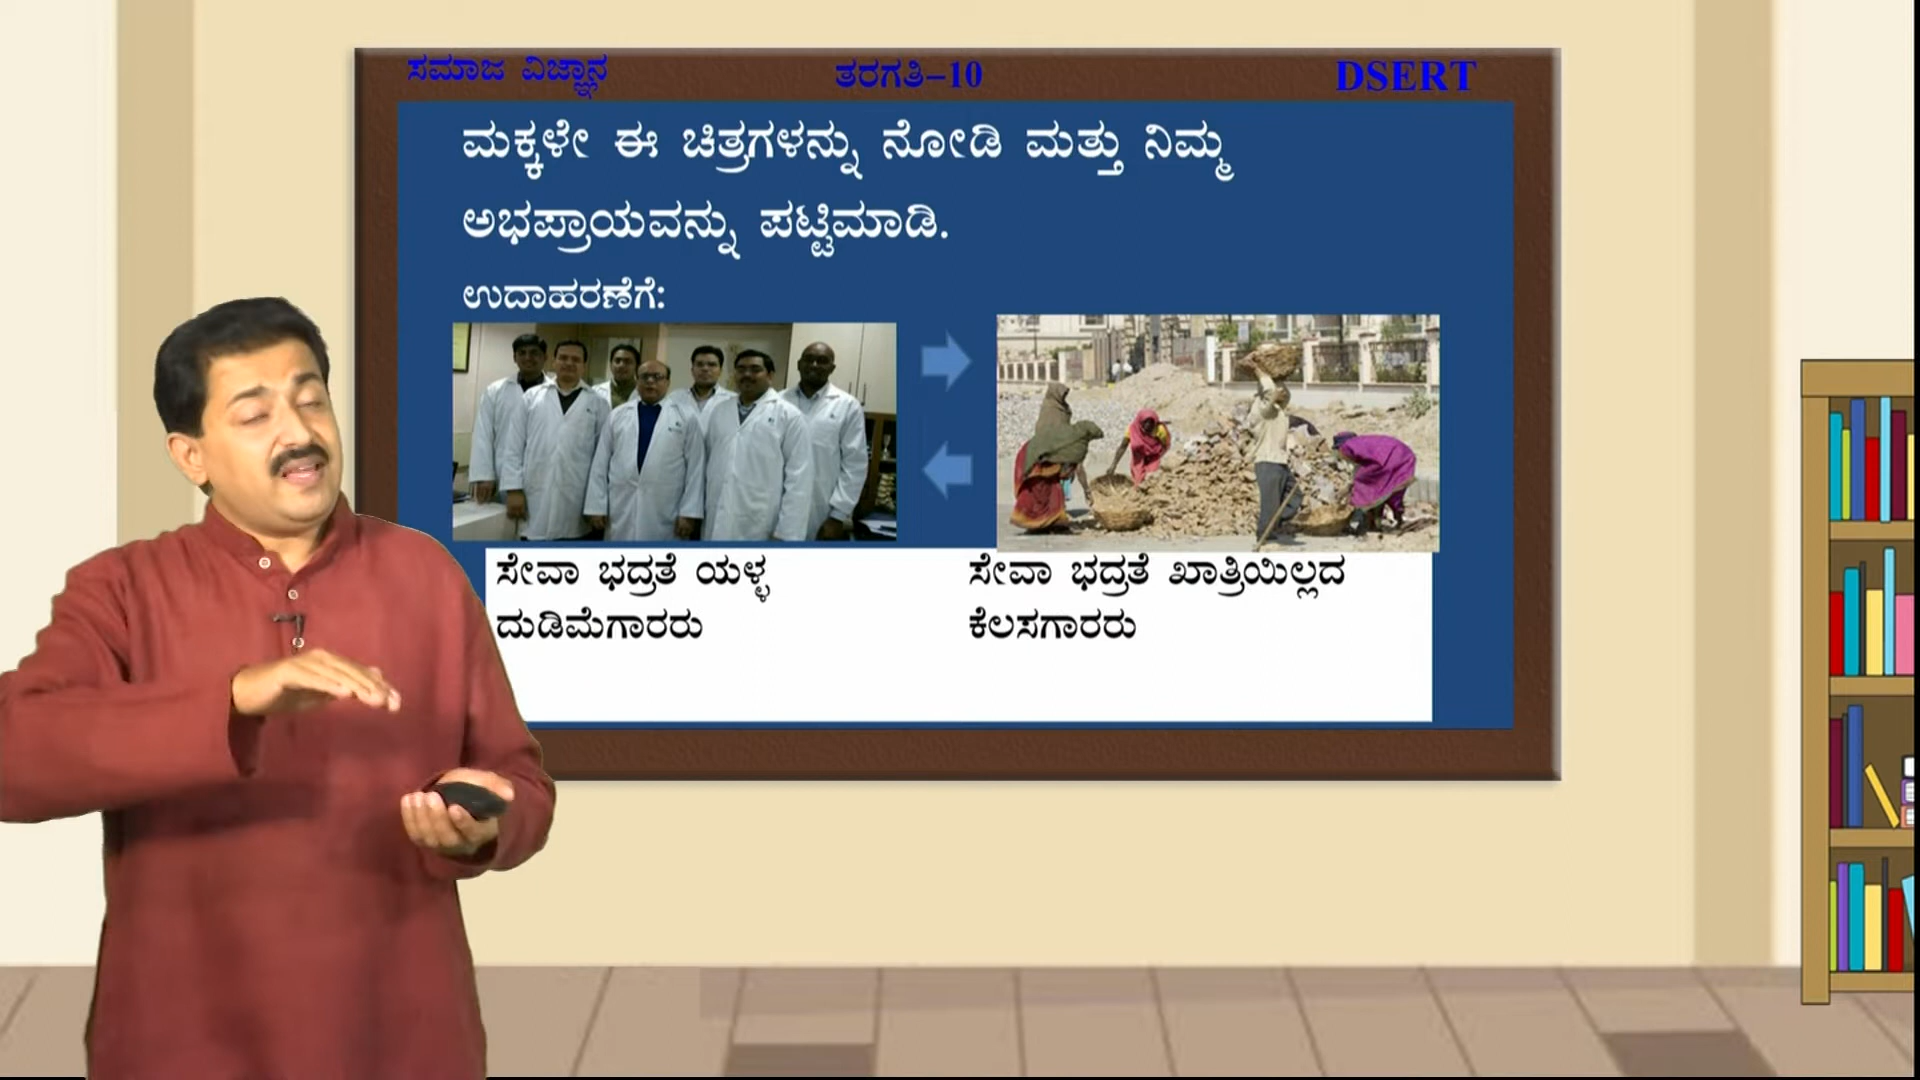 ಸಮಾಜ ವಿಜ್ಞಾನ ತರಗತಿ-10 DSERT
ಮಕ್ಕಳೇ ಈ ಚಿತ್ರಗಳನ್ನು ನೋಡಿ ಮತ್ತು ನಿಮ್ಮ
ಅಭಪ್ರಾಯವನ್ನು ಪಟ್ಟಿಮಾಡಿ.
ಉದಾಹರಣೆಗೆ:
ಸೇವಾ ಭದ್ರತೆ ಯಳ್ಳ
ದುಡಿಮೆಗಾರರು
ಸೇವಾ ಭದ್ರತೆ ಖಾತ್ರಿಯಿಲ್ಲದ
ಕೆಲಸಗಾರರು